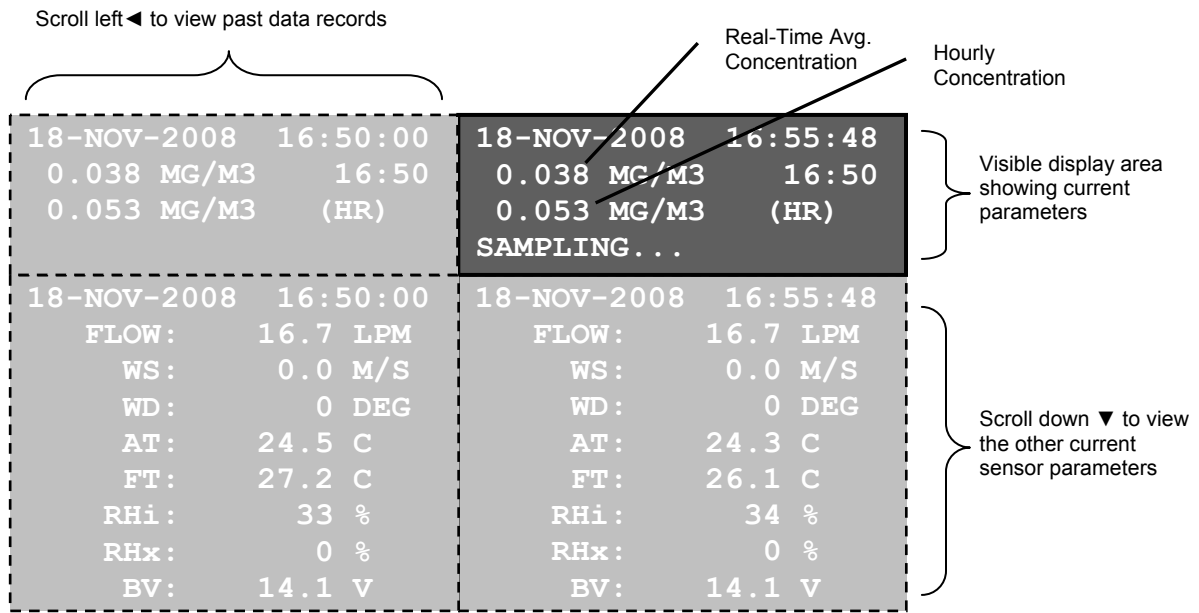 Scroll left◄ to view past data records
Real-Time Avg.
Concentration
Hourly
Concentration
18-NOV-2008 16:50:00
0.038 MG/M3 16:50
0.053 MG/M3 (HR)
18-NOV-2008 16:55:48
0.038 MG/M3 16:50
0.053 MG/M3 (HR)
SAMPLING...
Visible display area
showing current
parameters
18-NOV-2008 16:50:00
FLOW: 16.7 LPM
WS: 0.0 M/S
WD: 0 DEG
AT: 24.5 C
FT: 27.2 C
RHi: 33 %
RHx: 0 %
BV: 14.1 V
18-NOV-2008 16:55:48
FLOW: 16.7 LPM
WS: 0.0 M/S
WD: 0 DEG
AT: 24.3 C
FT: 26.1 C
RHi: 34 %
RHx: 0 %
BV: 14.1 V
Scroll down ▼ to view
the other current
sensor parameters